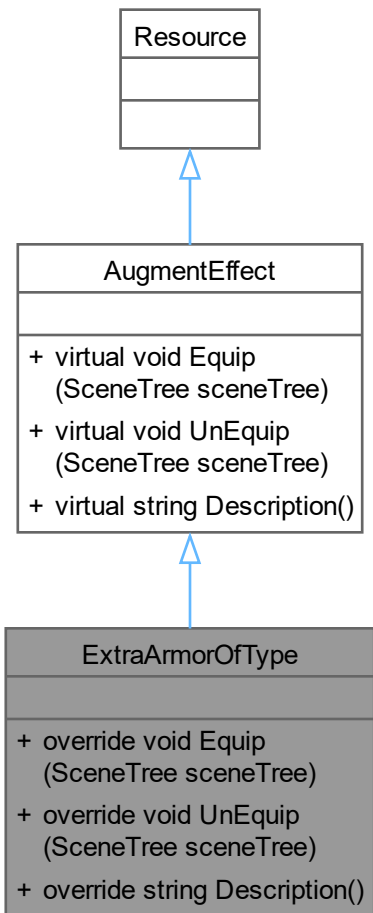 Resource
AugmentEffect
+ virtual void Equip
(SceneTree sceneTree)
+ virtual void UnEquip
(SceneTree sceneTree)
+ virtual string Description()
ExtraArmorOfType
+ override void Equip
(SceneTree sceneTree)
+ override void UnEquip
(SceneTree sceneTree)
+ override string Description()